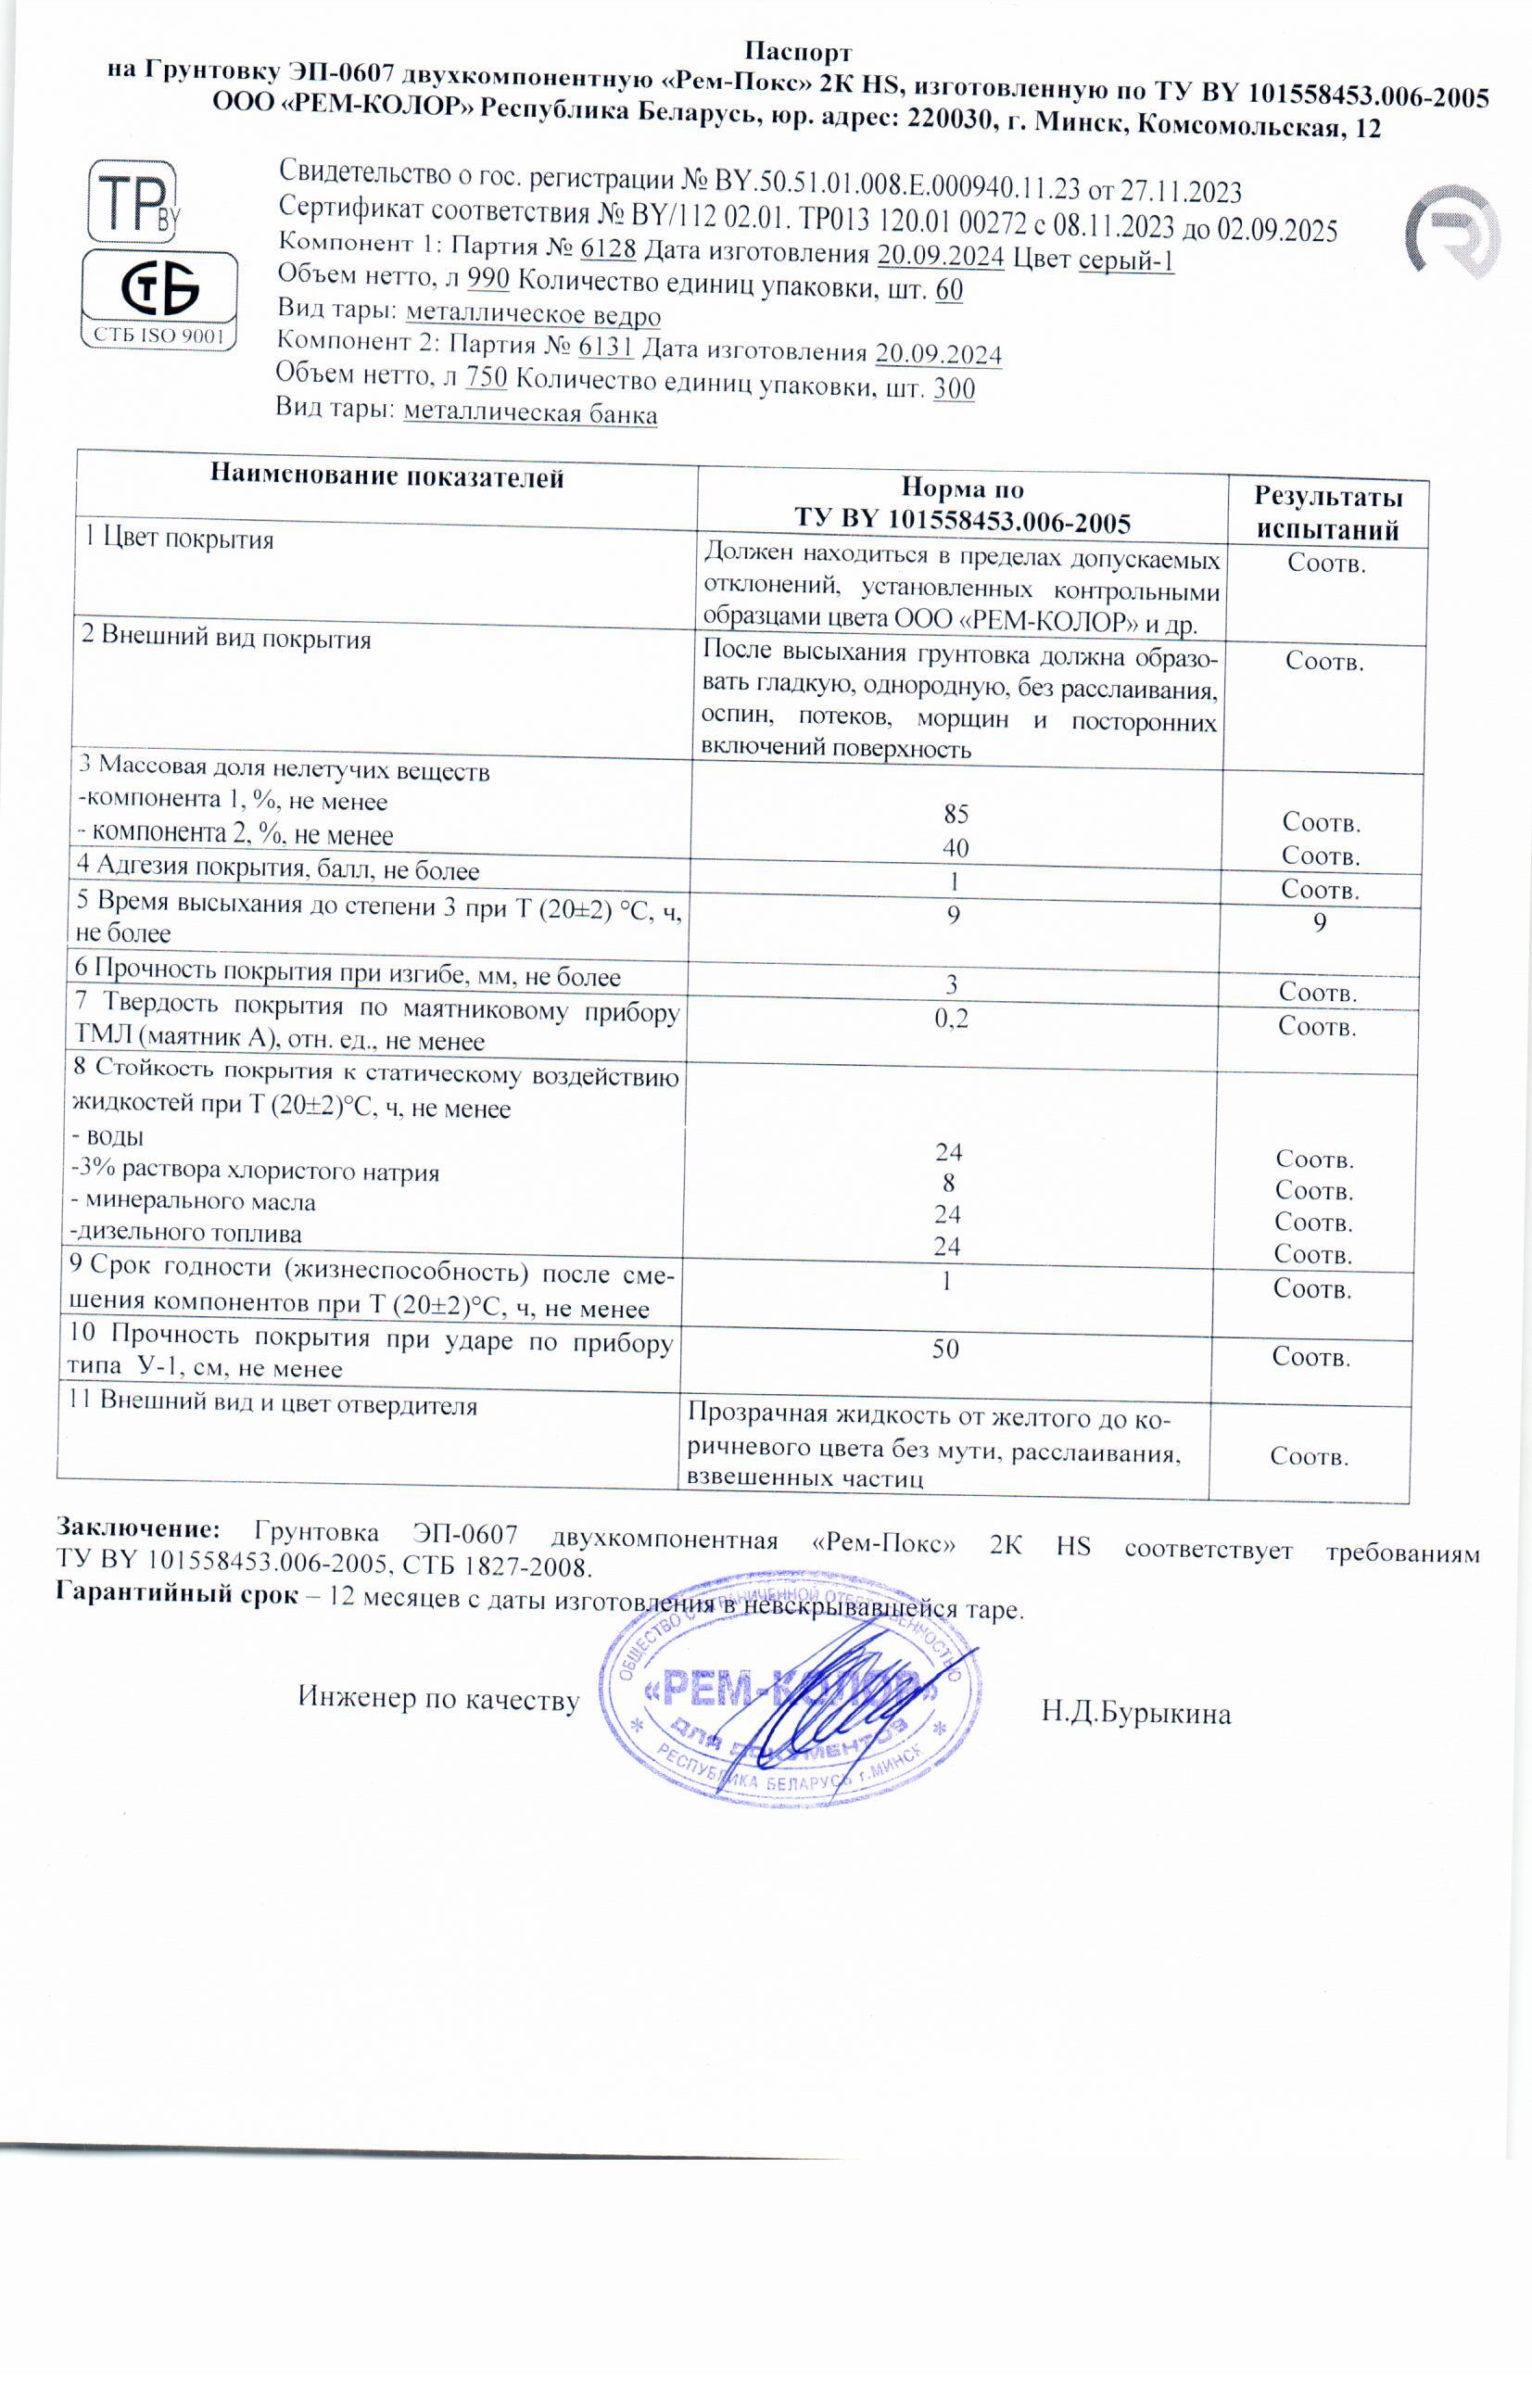 Паспорт
на Грунтовку ЭП-0607 двухкомпонентную «Рем-Покс» 2К HS, изготовленную по ТУ BY 101558453.006-2005
ООО «РЕМ-КОЛОР» Республика Беларусь, юр. адрес: 220030, г. Минск, Комсомольская, 12
ТР BY
СТБ
СТБ ISO 9001
Свидетельство о гос. регистрации № BY.50.51.01.008.Е.000940.11.23 от 27.11.2023
Сертификат соответствия № BY/112 02.01. ТР013 120.01 00272 с 08.11.2023 до 02.09.2025
Компонент 1: Партия № 6128 Дата изготовления 20.09.2024 Цвет серый-1
Объем нетто, л 990 Количество единиц упаковки, шт. 60
Вид тары: металлическое ведро
Компонент 2: Партия № 6131 Дата изготовления 20.09.2024
Объем нетто, л 750 Количество единиц упаковки, шт. 300
Вид тары: металлическая банка
R
Наименование показателей
Норма по
ТУ BY 101558453.006-2005
Результаты
испытаний
1 Цвет покрытия
Должен находиться в пределах допускаемых
отклонений, установленных контрольными
образцами цвета ООО «РЕМ-КОЛОР» и др.
Соотв.
2 Внешний вид покрытия
После высыхания грунтовка должна образо-
вать гладкую, однородную, без расслаивания,
оспин, потеков, морщин и посторонних
включений поверхность
Соотв.
3 Массовая доля нелетучих веществ
-компонента 1, %, не менее 85 Соотв.
- компонента 2, %, не менее 40 Соотв.
4 Адгезия покрытия, балл, не более 1 Соотв.
5 Время высыхания до степени 3 при Т (20±2) °С, ч, 9 9
не более
6 Прочность покрытия при изгибе, мм, не более 3 Соотв.
7 Твердость покрытия по маятниковому прибору 0,2 Соотв.
ТМЛ (маятник А), отн. ед., не менее
8 Стойкость покрытия к статическому воздействию
жидкостей при Т (20±2)°С, ч, не менее
- воды 24 Соотв.
-3% раствора хлористого натрия 8 Соотв.
- минерального масла 24 Соотв.
-дизельного топлива 24 Соотв.
9 Срок годности (жизнеспособность) после сме- 1 Соотв.
шения компонентов при Т (20±2)°С, ч, не менее
10 Прочность покрытия при ударе по прибору 50 Соотв.
типа У-1, см, не менее
11 Внешний вид и цвет отвердителя
Прозрачная жидкость от желтого до ко-
ричневого цвета без мути, расслаивания,
взвешенных частиц
Соотв.
Заключение: Грунтовка ЭП-0607 двухкомпонентная «Рем-Покс» 2К HS соответствует требованиям
ТУ BY 101558453.006-2005, СТБ 1827-2008.
Гарантийный срок – 12 месяцев с даты изготовления в невскрывавшейся таре.
Инженер по качеству
Н.Д.Бурыкина
ОБЩЕСТВО С ОГРАНИЧЕННОЙ ОТВЕТСТВЕННОСТЬЮ
«РЕМ-КОЛОР»
ДЛЯ ДОКУМЕНТОВ
* РЕСПУБЛИКА БЕЛАРУСЬ г.МИНСК *